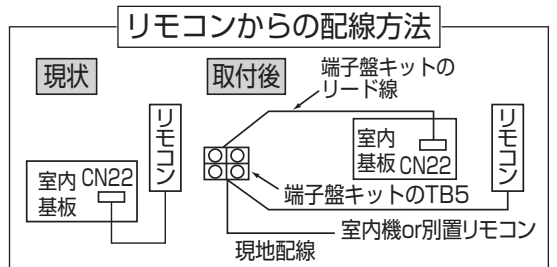 リモコンからの配線方法
現状
リモコン
室内
基板
CN22
取付後
端子盤キットの
リード線
室内
基板
CN22
リモコン
端子盤キットのTB5
室内機or別置リモコン
現地配線